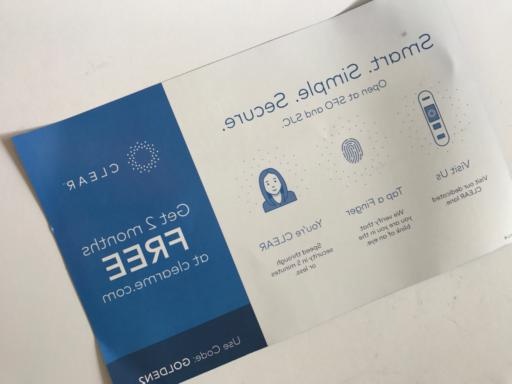 Smart. Simple. Secure.
Open at SFO and SJC.
Visit Us
Visit our dedicated
CLEAR lane.
Tap a Finger
We verify that
you are you in the
blink of an eye.
You're CLEAR
Speed through
security in 5 minutes
or less.
CLEAR
Get 2 months
FREE
at clearme.com
Use Code: GOLDEN2